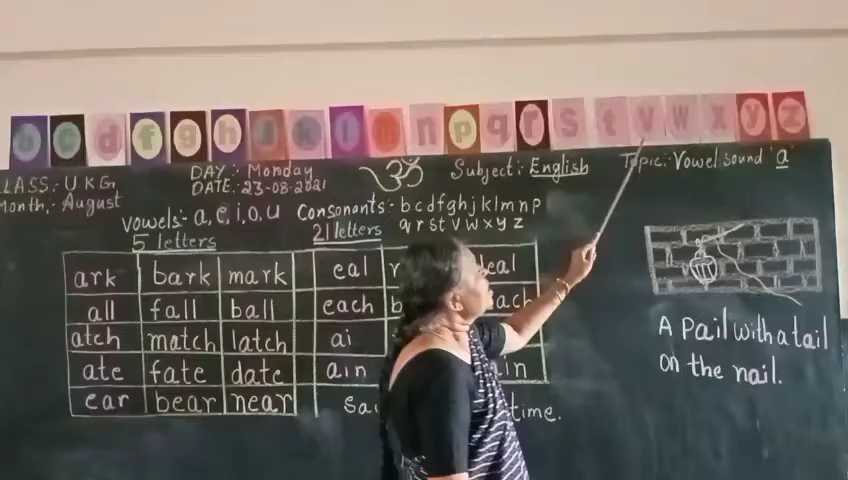 b c d f g h l m n p q r s t v w x y z
CLASS: UKG
Month: August
DAY: Monday
DATE: 23-08-2021
ॐ
Subject: English
Topic: Vowel sound 'a'
Vowels:- a, e, i, o, u
5 letters
Consonants:- b c d f g h j k l m n p
21 letters q r s t v w x y z
ark bark mark
all fall ball
atch match latch
ate fate date
ear bear near
eal eal
each b ach
ai
ain ain
time.
A Pail with a tail
on the nail.